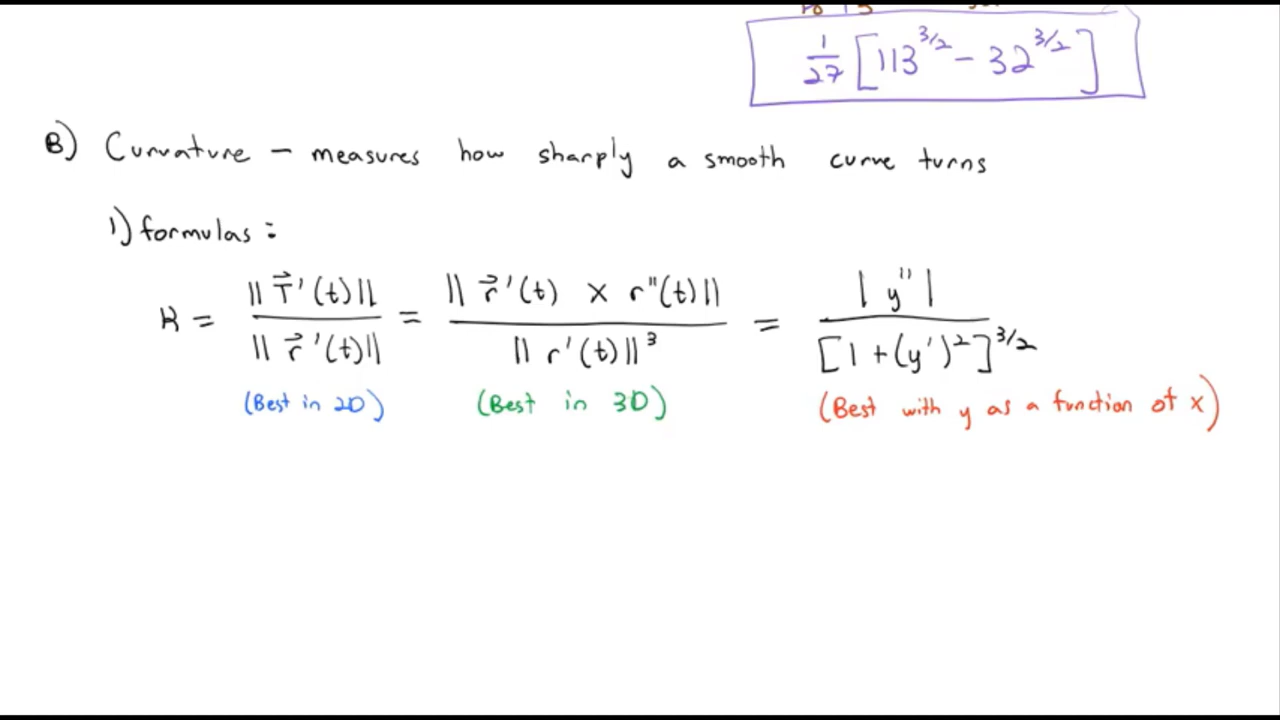 1/27 [113^{3/2} - 32^{3/2}]
B) Curvature - measures how sharply a smooth curve turns
1) formulas:
K = ||T⃗'(t)|| / ||r⃗'(t)|| = ||r⃗'(t) × r''(t)|| / ||r'(t)||³ = |y''| / [1 + (y')²]^{3/2}
(Best in 2D) (Best in 3D) (Best with y as a function of x)